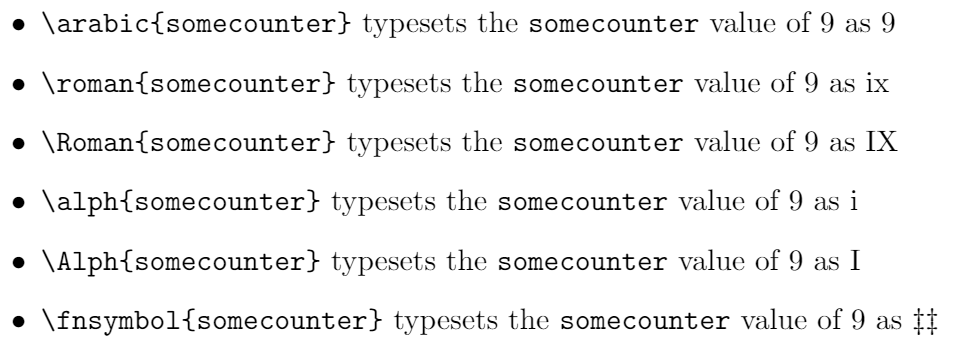 • \arabic{somecounter} typesets the somecounter value of 9 as 9
• \roman{somecounter} typesets the somecounter value of 9 as ix
• \Roman{somecounter} typesets the somecounter value of 9 as IX
• \alph{somecounter} typesets the somecounter value of 9 as i
• \Alph{somecounter} typesets the somecounter value of 9 as I
• \fnsymbol{somecounter} typesets the somecounter value of 9 as ‡‡